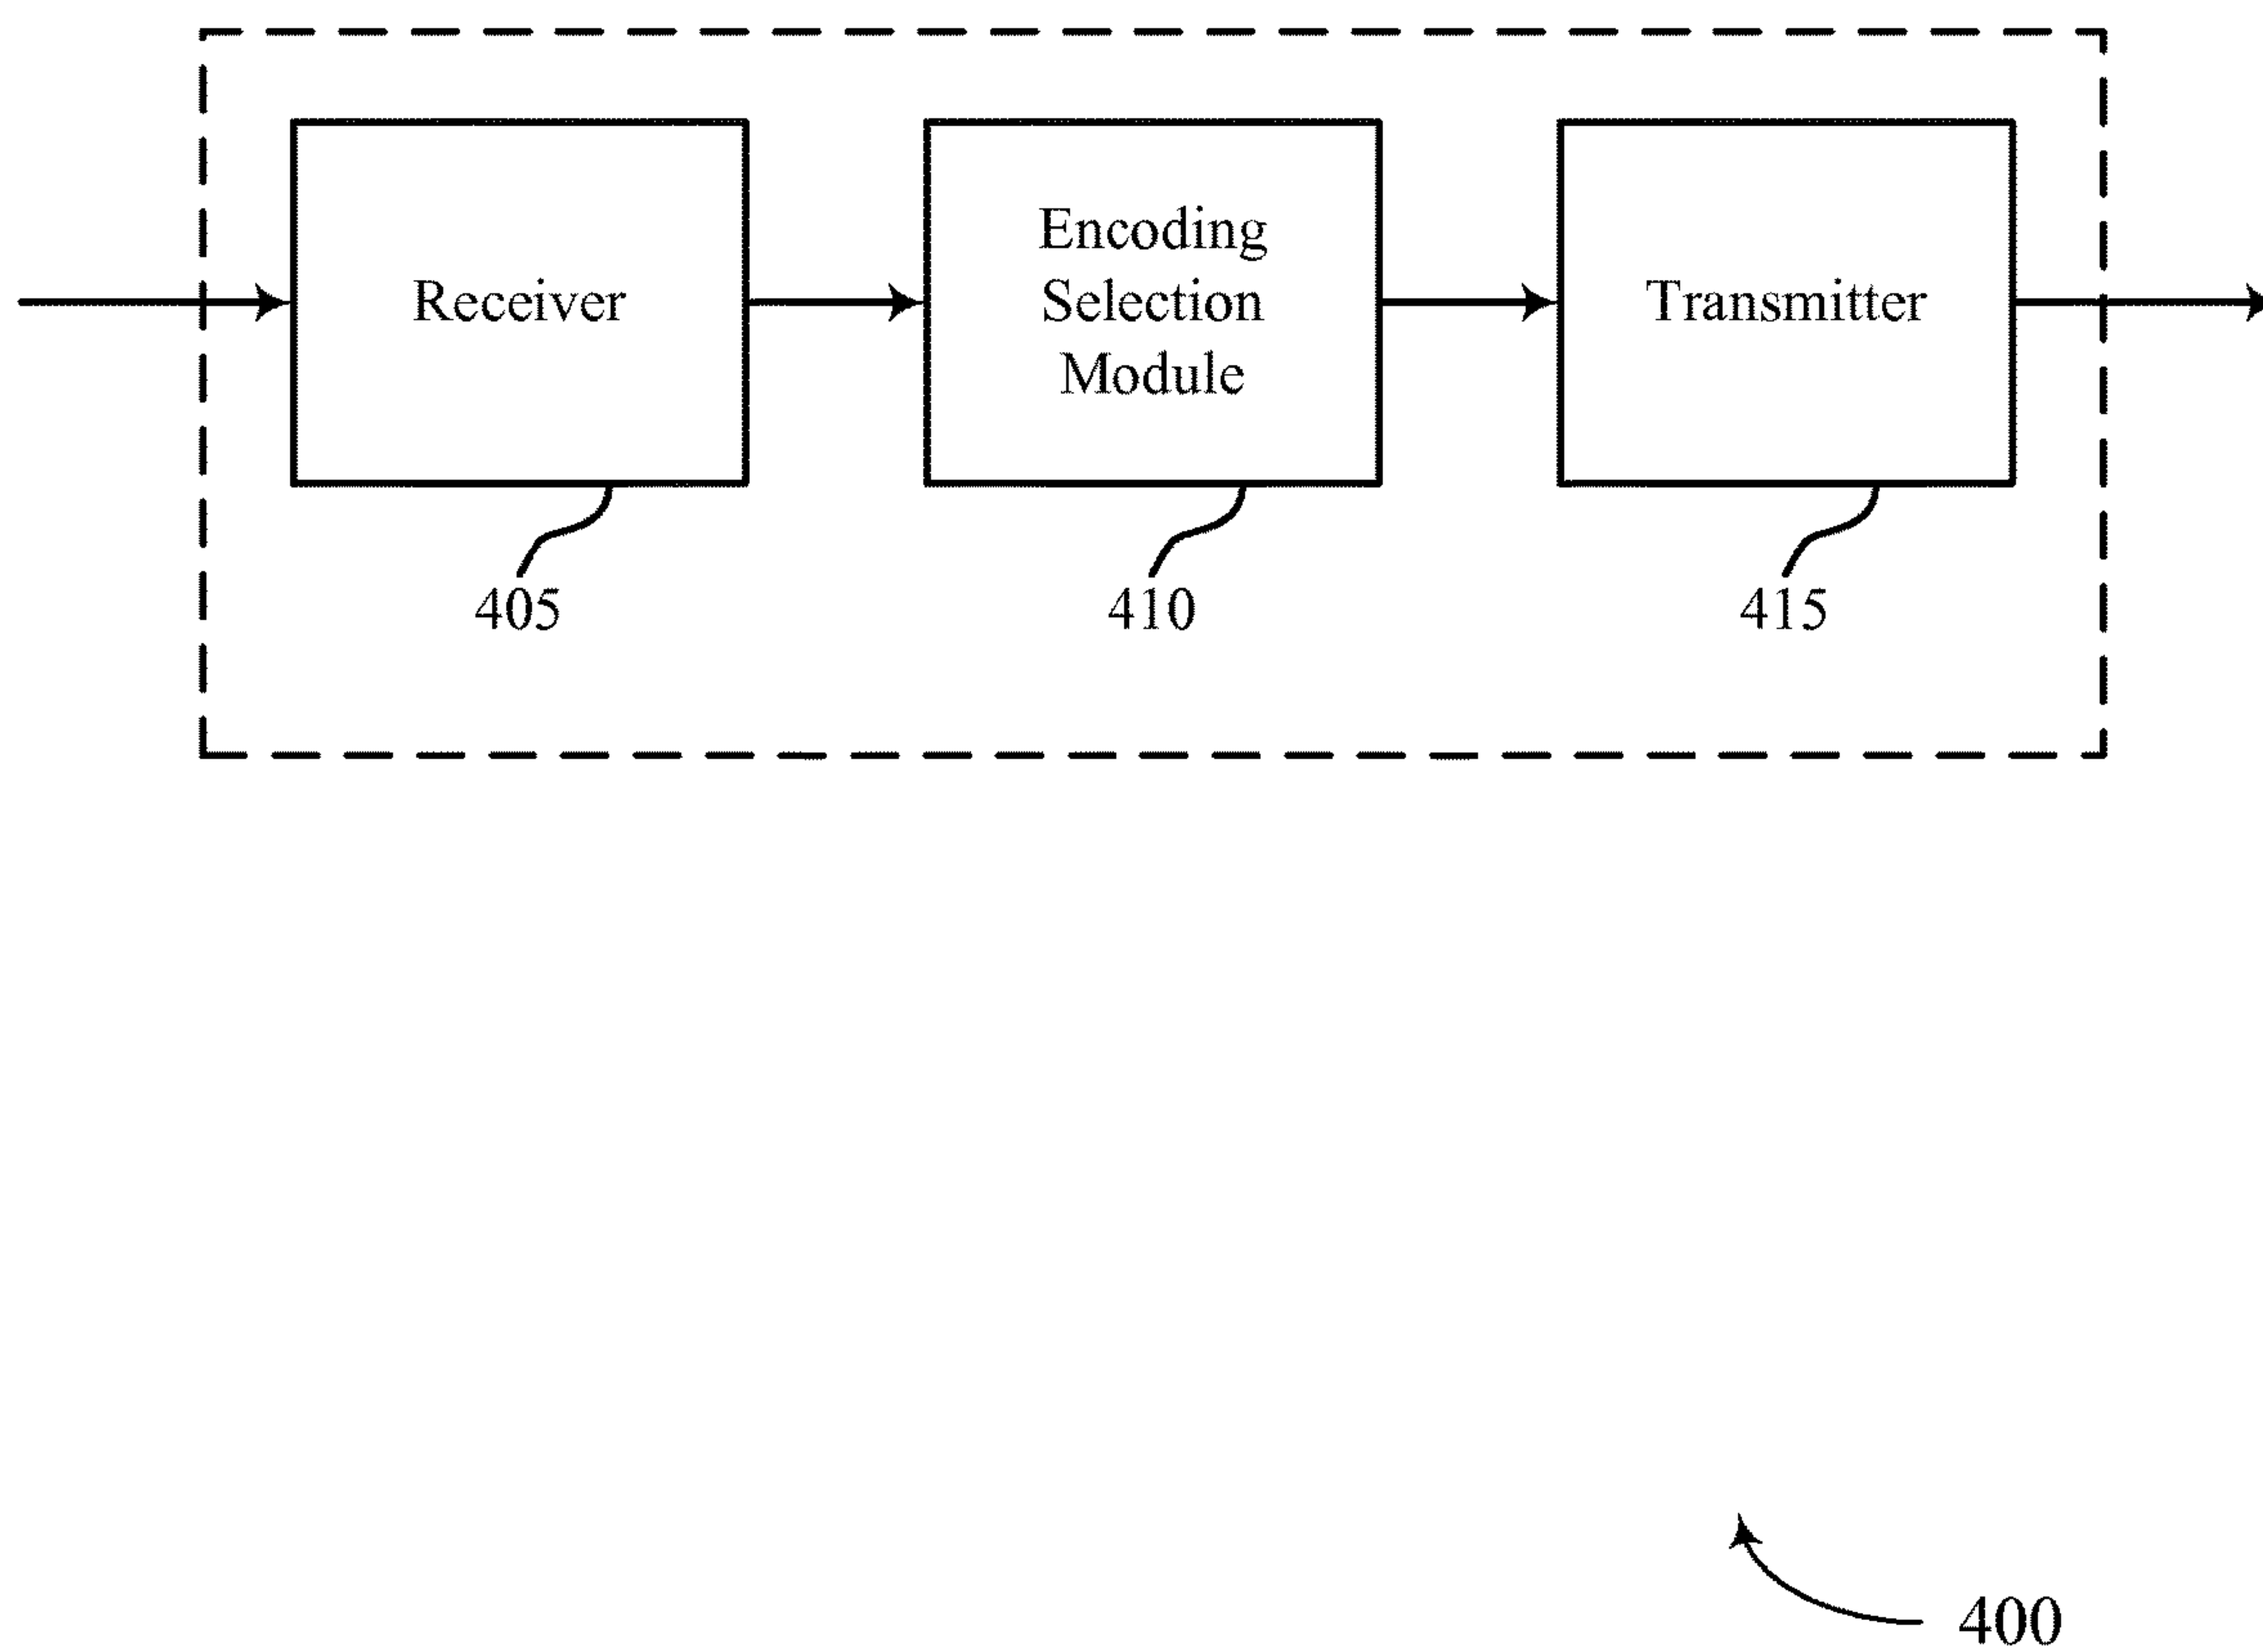 Receiver
Encoding
Selection
Module
Transmitter
405
410
415
400